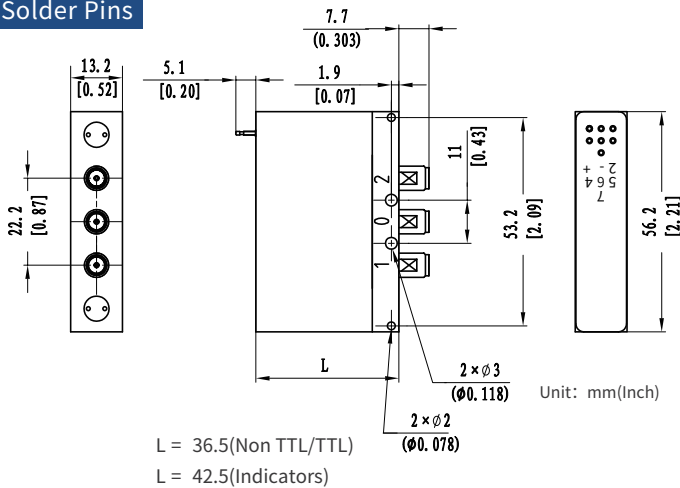 Solder Pins
7.7
(0.303)
13.2
[0.52]
5.1
[0.20]
1.9
[0.07]
11
[0.43]
22.2
[0.87]
2
0
1
53.2
[2.09]
+ - 2
4 6 5
7
56.2
[2.21]
L
2×φ3
(φ0.118)
Unit: mm(Inch)
2×φ2
(φ0.078)
L = 36.5(Non TTL/TTL)
L = 42.5(Indicators)